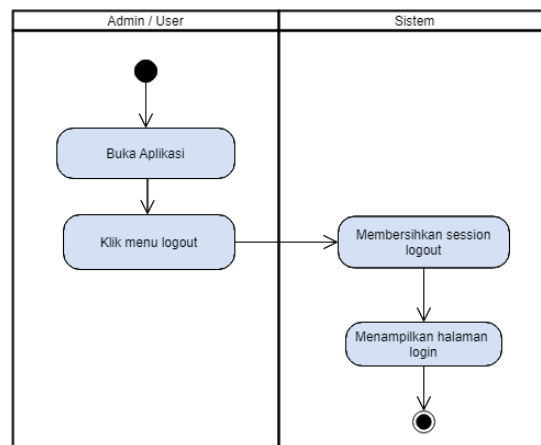 Admin / User
Sistem
Buka Aplikasi
Klik menu logout
Membersihkan session
logout
Menampilkan halaman
login